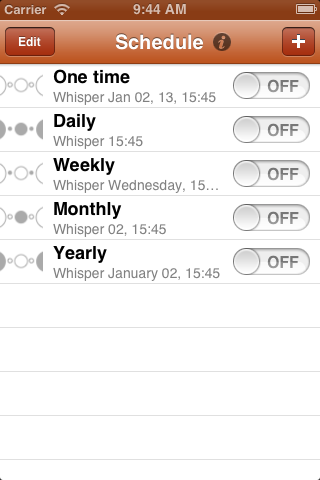 Carrier 9:44 AM
Edit Schedule i +
One time
Whisper Jan 02, 13, 15:45 OFF
Daily
Whisper 15:45 OFF
Weekly
Whisper Wednesday, 15... OFF
Monthly
Whisper 02, 15:45 OFF
Yearly
Whisper January 02, 15:45 OFF